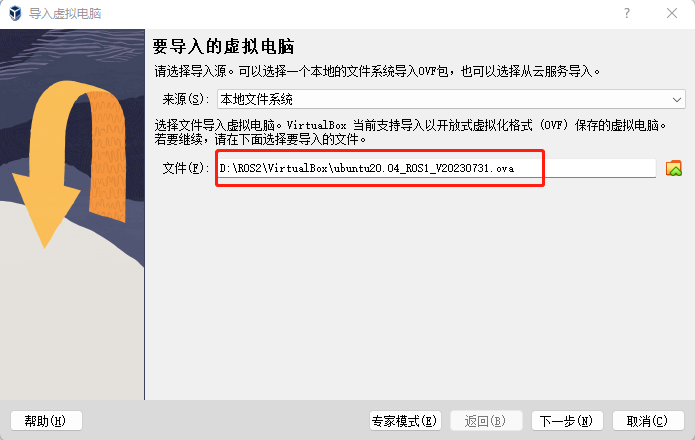 导入虚拟电脑
要导入的虚拟电脑
请选择导入源。可以选择一个本地的文件系统导入OVF包，也可以选择从云服务导入。
来源(S)： 本地文件系统
选择文件导入虚拟电脑。VirtualBox 当前支持导入以开放式虚拟化格式（OVF）保存的虚拟电脑。
若要继续，请在下面选择要导入的文件。
文件(F)： D:\ROS2\VirtualBox\ubuntu20.04_ROS1_V20230731.ova
帮助(H) 专家模式(E) 返回(B) 下一步(N) 取消(C)